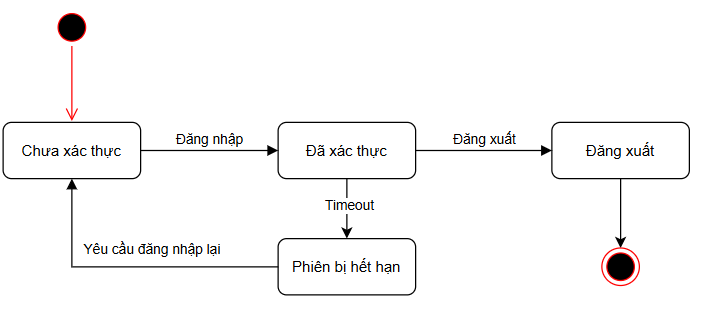 Đăng nhập
Đăng xuất
Chưa xác thực
Đã xác thực
Đăng xuất
Timeout
Yêu cầu đăng nhập lại
Phiên bị hết hạn